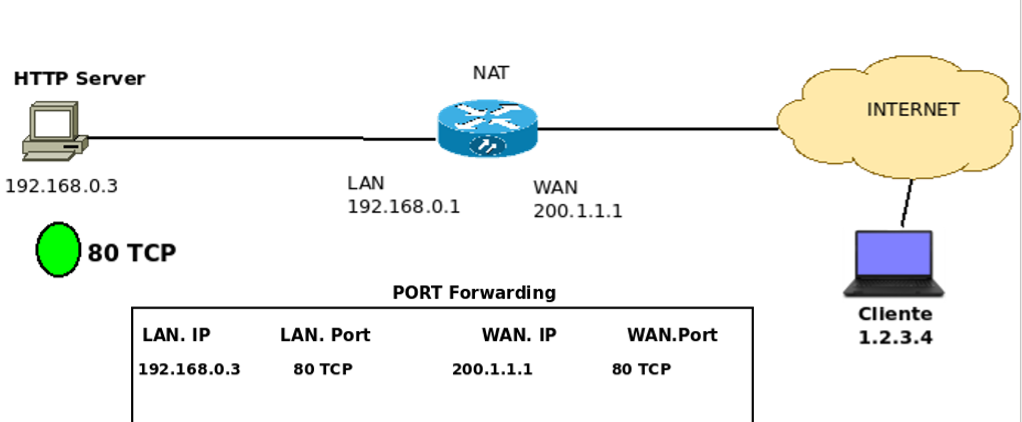 HTTP Server
NAT
INTERNET
192.168.0.3
LAN
192.168.0.1
WAN
200.1.1.1
80 TCP
Cliente
1.2.3.4
PORT Forwarding
LAN. IP LAN. Port WAN. IP WAN.Port
192.168.0.3 80 TCP 200.1.1.1 80 TCP